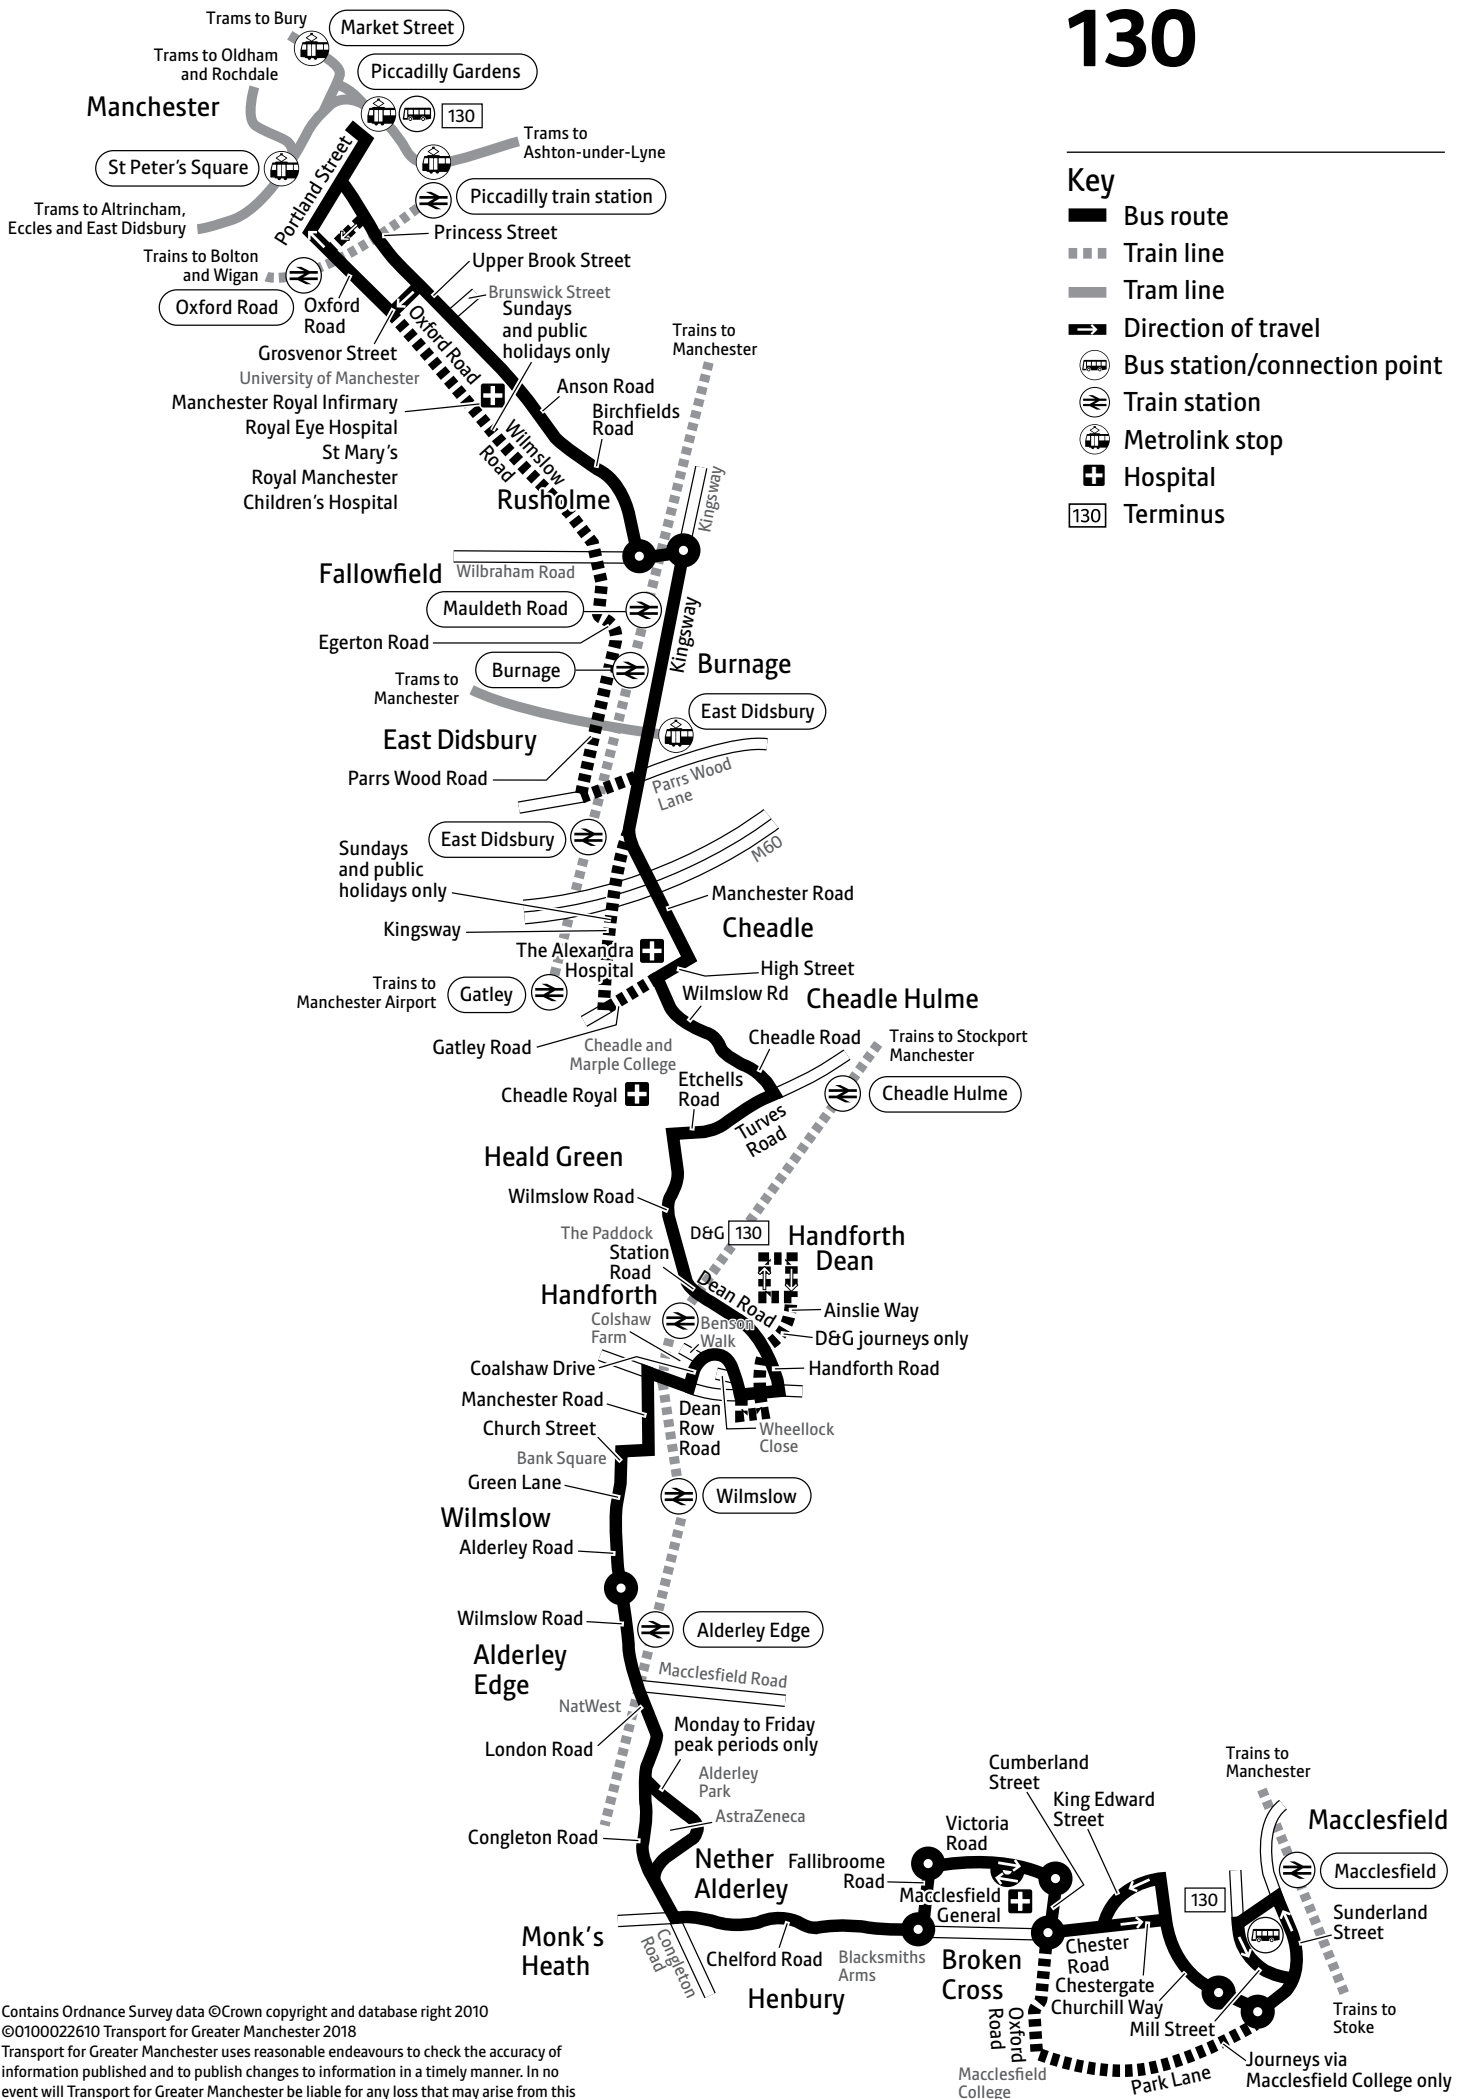 130
Key
Bus route
Train line
Tram line
Direction of travel
Bus station/connection point
Train station
Metrolink stop
Hospital
130 Terminus
Trams to Bury
Market Street
Trams to Oldham
and Rochdale
Piccadilly Gardens
Manchester
130
Trams to
Ashton-under-Lyne
St Peter's Square
Portland Street
Piccadilly train station
Trams to Altrincham,
Eccles and East Didsbury
Princess Street
Trains to Bolton
and Wigan
Upper Brook Street
Oxford Road
Oxford
Road
Brunswick Street
Sundays
and public
holidays only
Oxford Road
Grosvenor Street
University of Manchester
Manchester Royal Infirmary
Royal Eye Hospital
St Mary's
Royal Manchester
Children's Hospital
Trains to
Manchester
Anson Road
Birchfields
Road
Wilmslow
Road
Rusholme
Kingsway
Fallowfield
Wilbraham Road
Mauldeth Road
Egerton Road
Kingsway
Burnage
Burnage
Trams to
Manchester
East Didsbury
East Didsbury
Parrs Wood Road
Parrs Wood
Lane
East Didsbury
M60
Sundays
and public
holidays only
Manchester Road
Kingsway
Cheadle
The Alexandra
Hospital
High Street
Trains to
Manchester Airport
Gatley
Wilmslow Rd
Cheadle Hulme
Gatley Road
Cheadle and
Marple College
Cheadle Road
Trains to Stockport
Manchester
Cheadle Royal
Etchells
Road
Cheadle Hulme
Turves
Road
Heald Green
Wilmslow Road
The Paddock
D&G 130
Handforth
Dean
Station
Road
Dean Road
Handforth
Ainslie Way
Colshaw
Farm
Benson
Walk
D&G journeys only
Coalshaw Drive
Handforth Road
Manchester Road
Dean
Row
Road
Church Street
Wheellock
Close
Bank Square
Green Lane
Wilmslow
Wilmslow
Alderley Road
Wilmslow Road
Alderley Edge
Alderley
Edge
Macclesfield Road
NatWest
London Road
Monday to Friday
peak periods only
Alderley
Park
AstraZeneca
Congleton Road
Nether
Alderley
Monk's
Heath
Congleton
Road
Chelford Road
Henbury
Blacksmiths
Arms
Fallibroome
Road
Victoria
Road
Macclesfield
General
Cumberland
Street
King Edward
Street
Broken
Cross
Chester
Road
Chestergate
Churchill Way
Mill Street
130
Trains to
Manchester
Macclesfield
Macclesfield
Sunderland
Street
Trains to
Stoke
Oxford
Road
Macclesfield
College
Park Lane
Journeys via
Macclesfield College only
Contains Ordnance Survey data ©Crown copyright and database right 2010
©0100022610 Transport for Greater Manchester 2018
Transport for Greater Manchester uses reasonable endeavours to check the accuracy of
information published and to publish changes to information in a timely manner. In no
event will Transport for Greater Manchester be liable for any loss that may arise from this